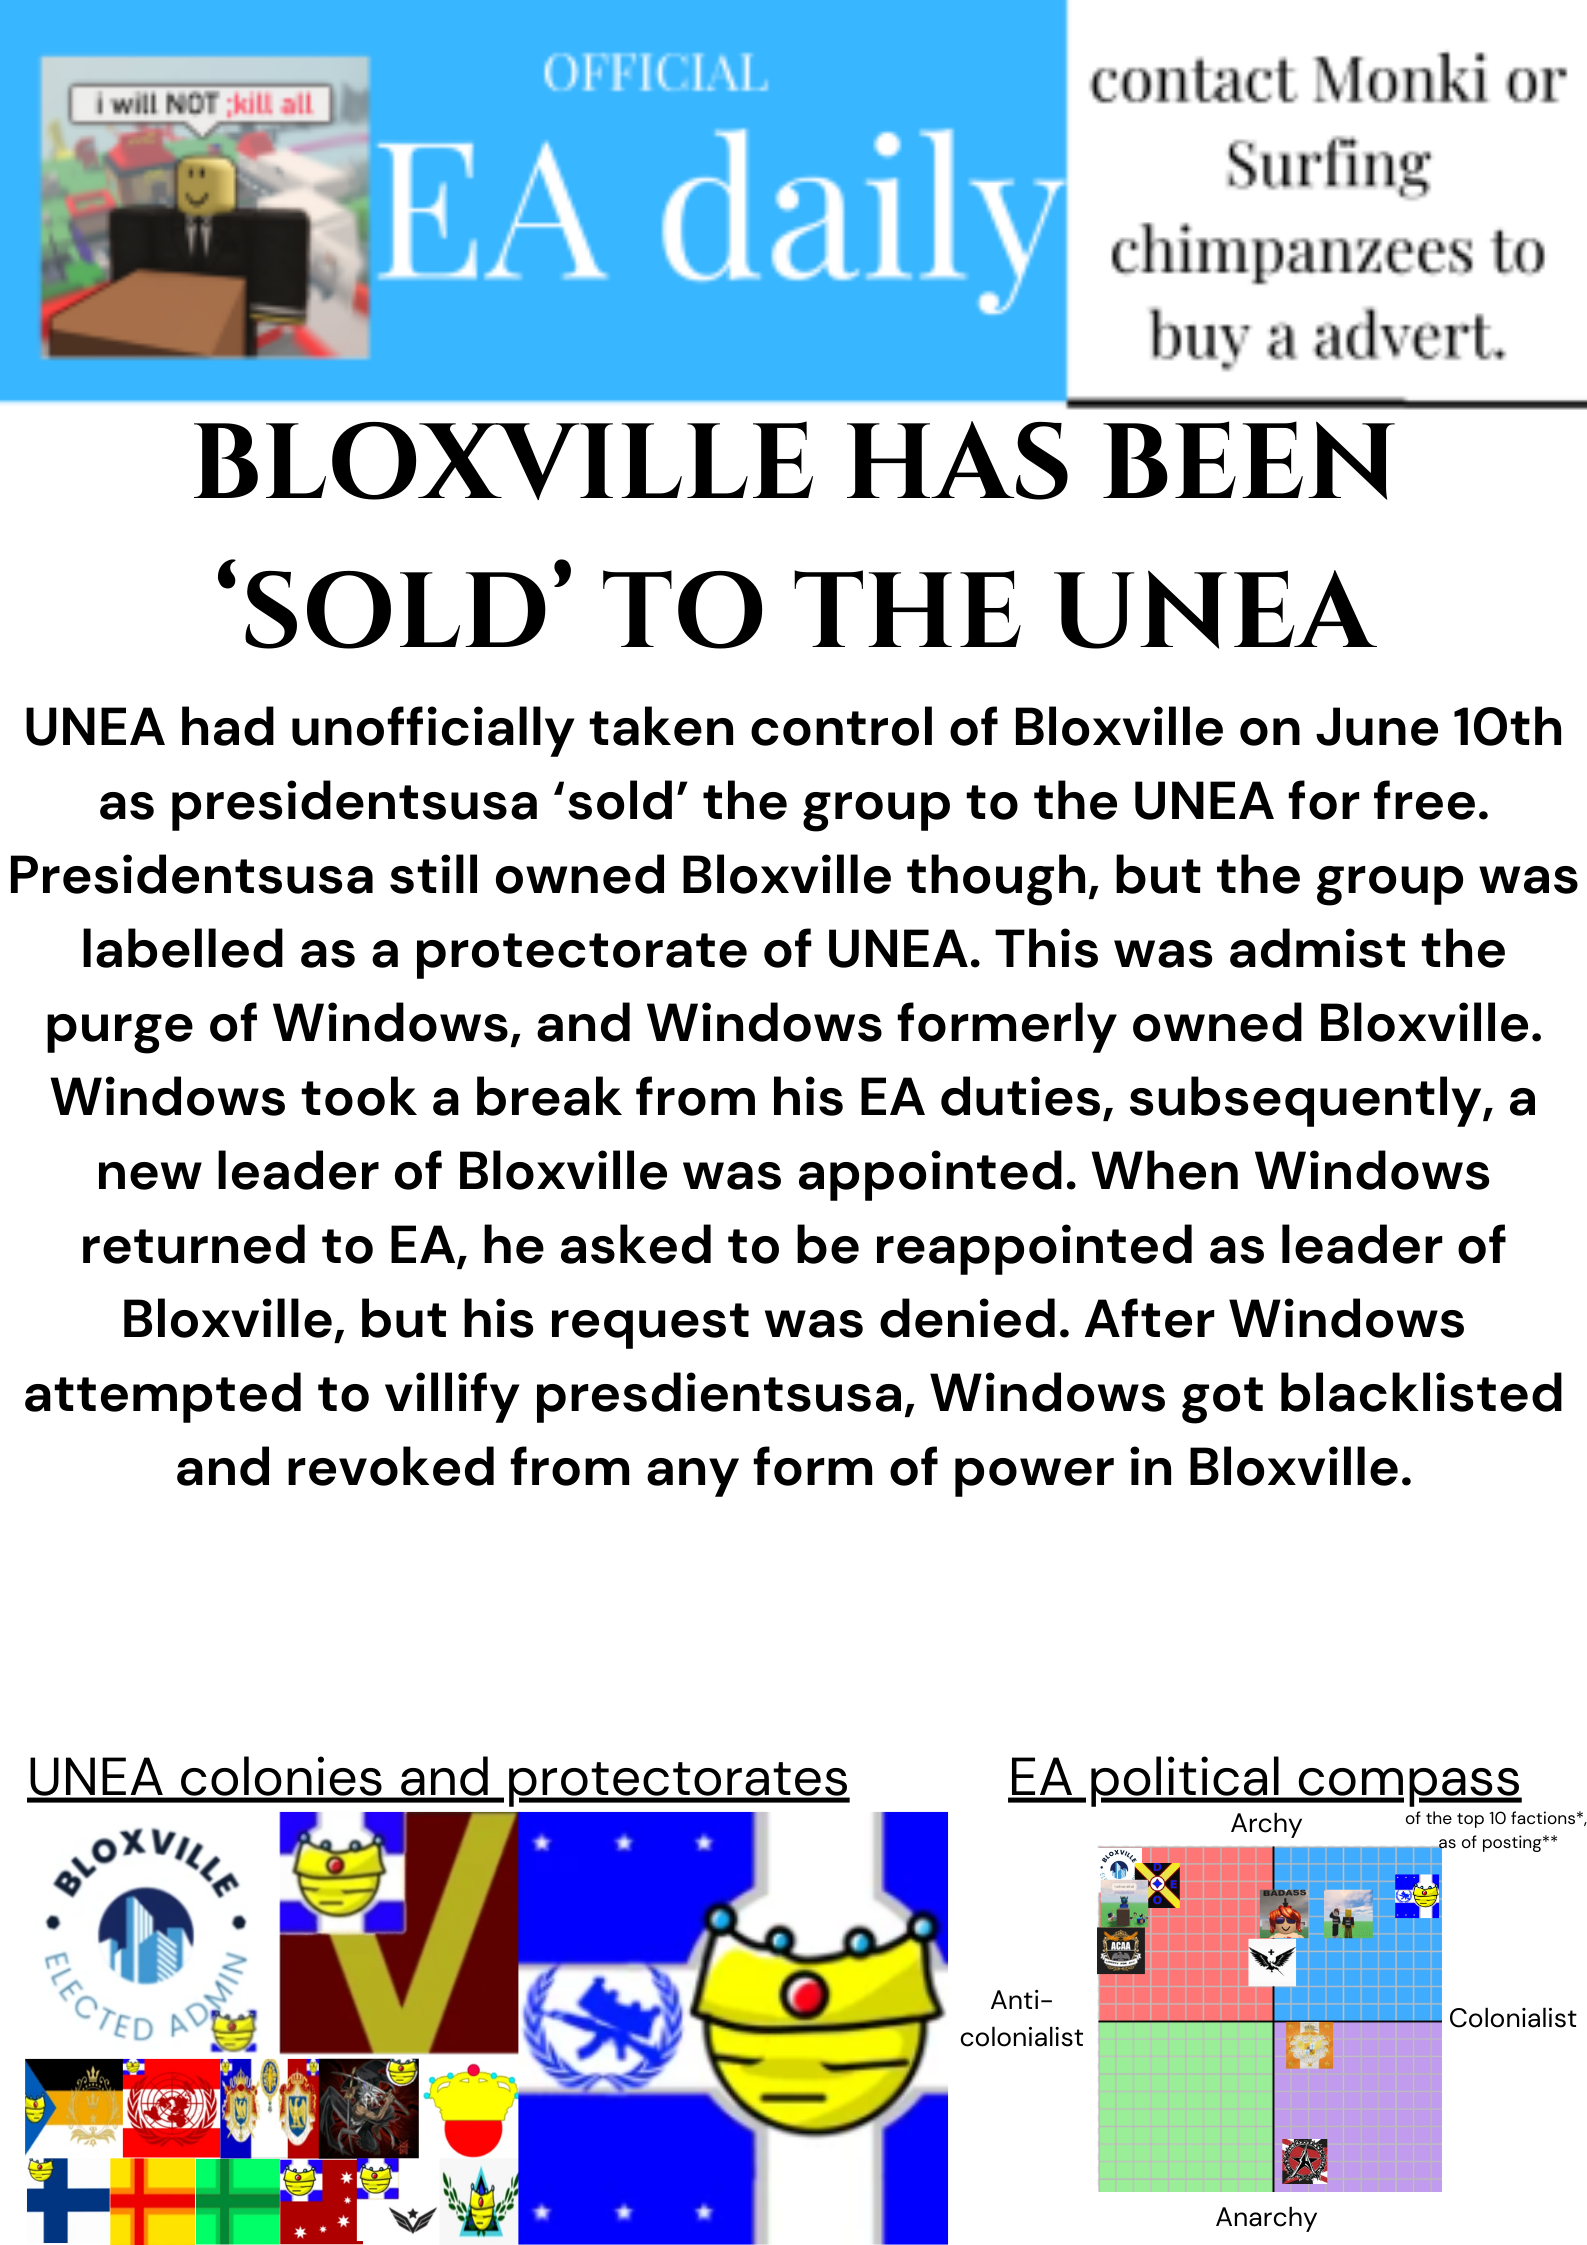 i will NOT ;kill all
OFFICIAL
EA daily
contact Monki or
Surfing
chimpanzees to
buy a advert.
BLOXVILLE HAS BEEN
‘SOLD’ TO THE UNEA
UNEA had unofficially taken control of Bloxville on June 10th
as presidentsusa ‘sold’ the group to the UNEA for free.
Presidentsusa still owned Bloxville though, but the group was
labelled as a protectorate of UNEA. This was admist the
purge of Windows, and Windows formerly owned Bloxville.
Windows took a break from his EA duties, subsequently, a
new leader of Bloxville was appointed. When Windows
returned to EA, he asked to be reappointed as leader of
Bloxville, but his request was denied. After Windows
attempted to villify presdientsusa, Windows got blacklisted
and revoked from any form of power in Bloxville.
UNEA colonies and protectorates
BLOXVILLE
ELECTED ADMIN
EA political compass
of the top 10 factions*,
as of posting**
Archy
BLOXVILLE
D E O
BADASS
ACAA
Anti-
colonialist
Colonialist
Anarchy